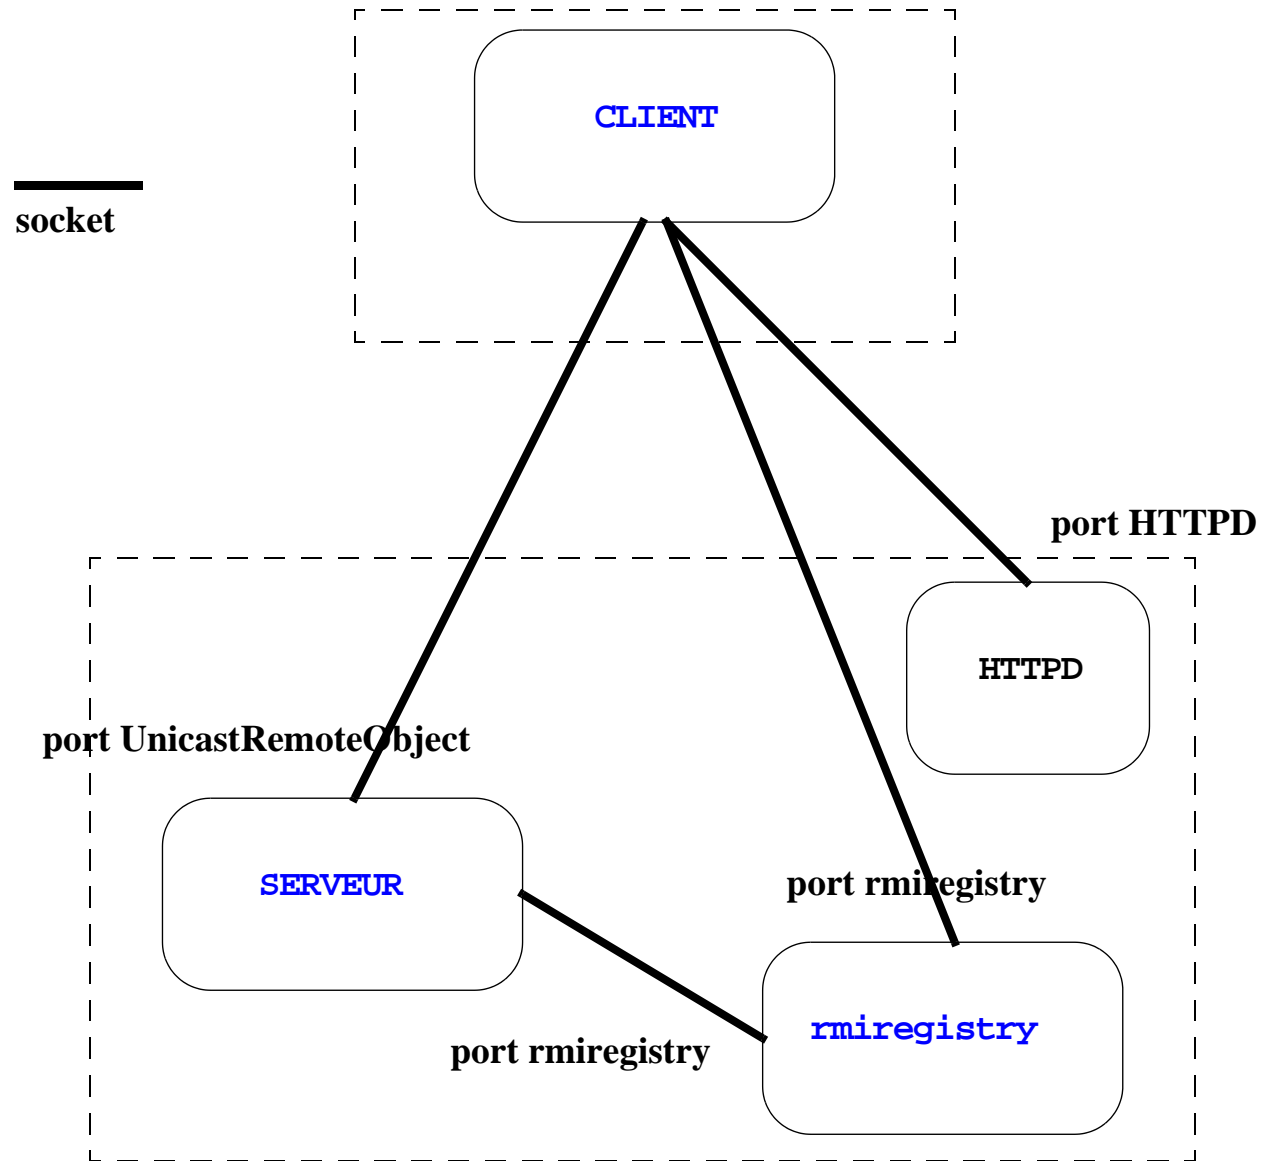 CLIENT
socket
port HTTPD
HTTPD
port UnicastRemoteObject
SERVEUR
port rmiregistry
rmiregistry
port rmiregistry